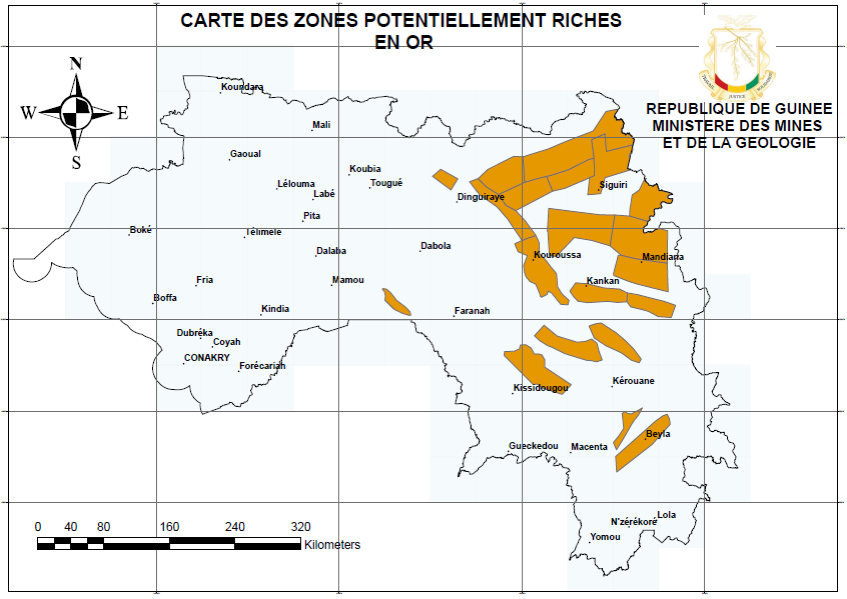 CARTE DES ZONES POTENTIELLEMENT RICHES
EN OR
N
W
E
S
JUSTICE
REPUBLIQUE DE GUINEE
MINISTERE DES MINES
ET DE LA GEOLOGIE
Koundara
Mali
Gaoual
Koubia
Tougué
Lélouma
Labé
Dinguiraye
Siguiri
Pita
Boké
Télimele
Dalaba
Dabola
Kouroussa
Mandiana
Fria
Mamou
Kankan
Boffa
Kindia
Faranah
Dubréka
Coyah
CONAKRY
Forécariah
Kissidougou
Kérouane
Beyla
Gueckedou
Macenta
N'zérékoré
Lola
Yomou
0 40 80 160 240 320
Kilometers